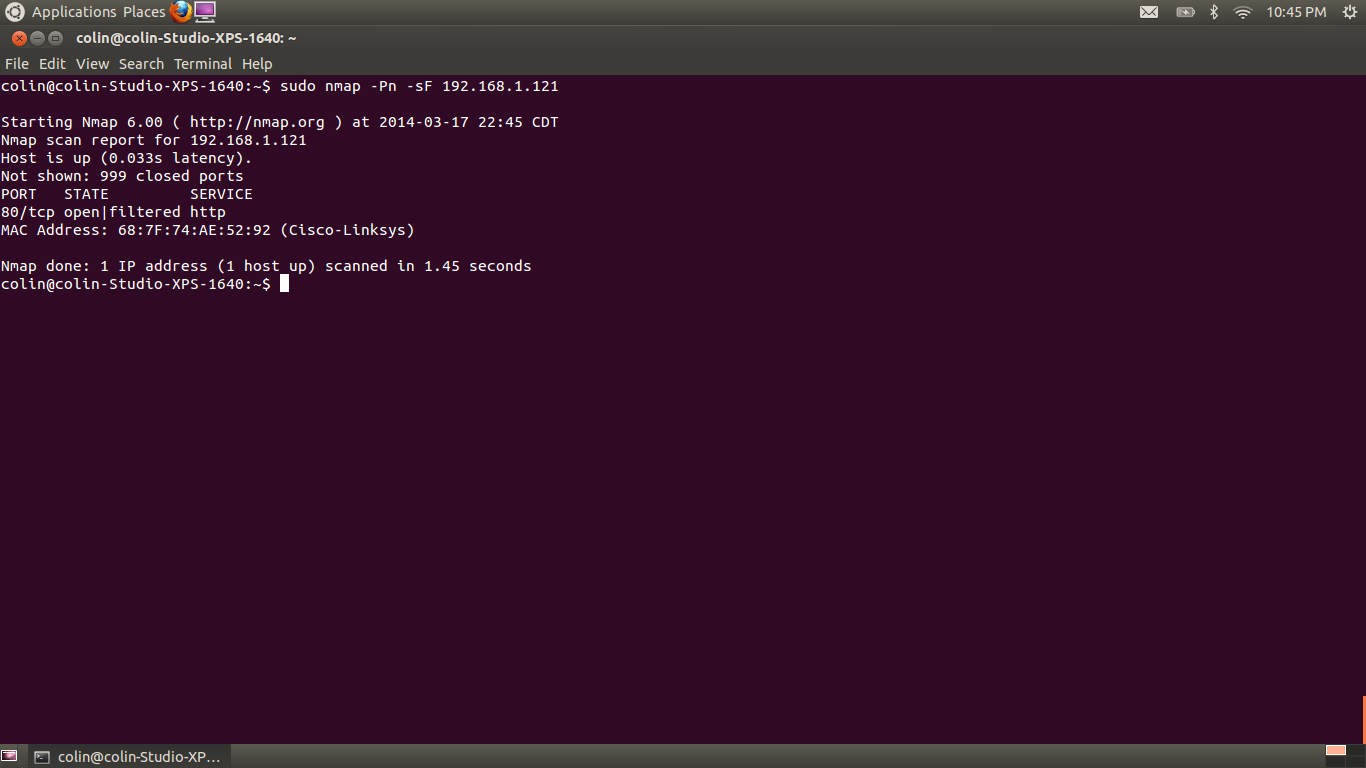 Applications Places
10:45 PM
colin@colin-Studio-XPS-1640: ~
File Edit View Search Terminal Help
colin@colin-Studio-XPS-1640:~$ sudo nmap -Pn -sF 192.168.1.121
Starting Nmap 6.00 ( http://nmap.org ) at 2014-03-17 22:45 CDT
Nmap scan report for 192.168.1.121
Host is up (0.033s latency).
Not shown: 999 closed ports
PORT   STATE         SERVICE
80/tcp open|filtered http
MAC Address: 68:7F:74:AE:52:92 (Cisco-Linksys)
Nmap done: 1 IP address (1 host up) scanned in 1.45 seconds
colin@colin-Studio-XPS-1640:~$
colin@colin-Studio-XP...